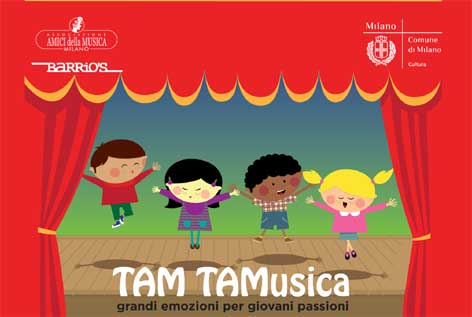 ASSOCIAZIONE
AMICI della MUSICA
MILANO
BARRIO'S
Milano
Comune
di Milano
Cultura
TAM TAMusica
grandi emozioni per giovani passioni